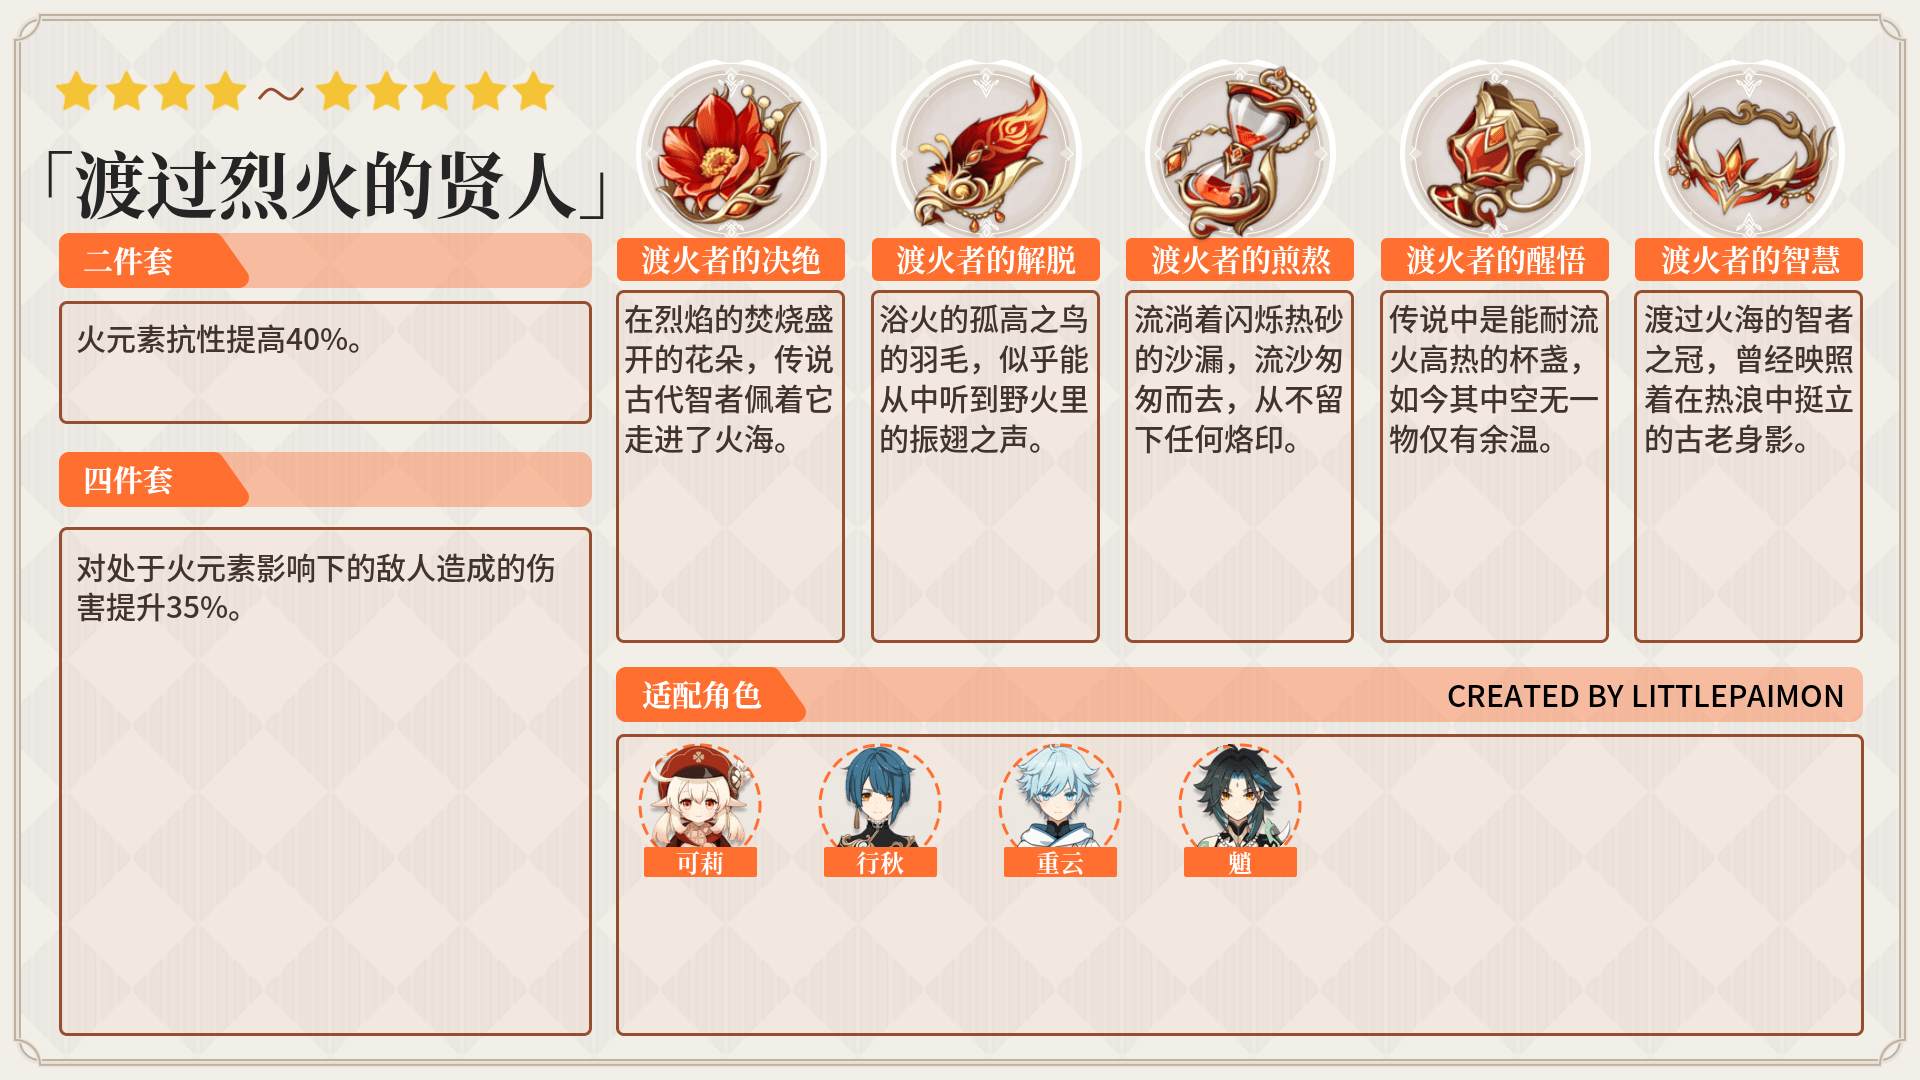 「渡过烈火的贤人」
二件套
火元素抗性提高40%。
四件套
对处于火元素影响下的敌人造成的伤
害提升35%。
渡火者的决绝
在烈焰的焚烧盛
开的花朵，传说
古代智者佩着它
走进了火海。
渡火者的解脱
浴火的孤高之鸟
的羽毛，似乎能
从中听到野火里
的振翅之声。
渡火者的煎熬
流淌着闪烁热砂
的沙漏，流沙匆
匆而去，从不留
下任何烙印。
渡火者的醒悟
传说中是能耐流
火高热的杯盏，
如今其中空无一
物仅有余温。
渡火者的智慧
渡过火海的智者
之冠，曾经映照
着在热浪中挺立
的古老身影。
适配角色
CREATED BY LITTLEPAIMON
可莉
行秋
重云
魈